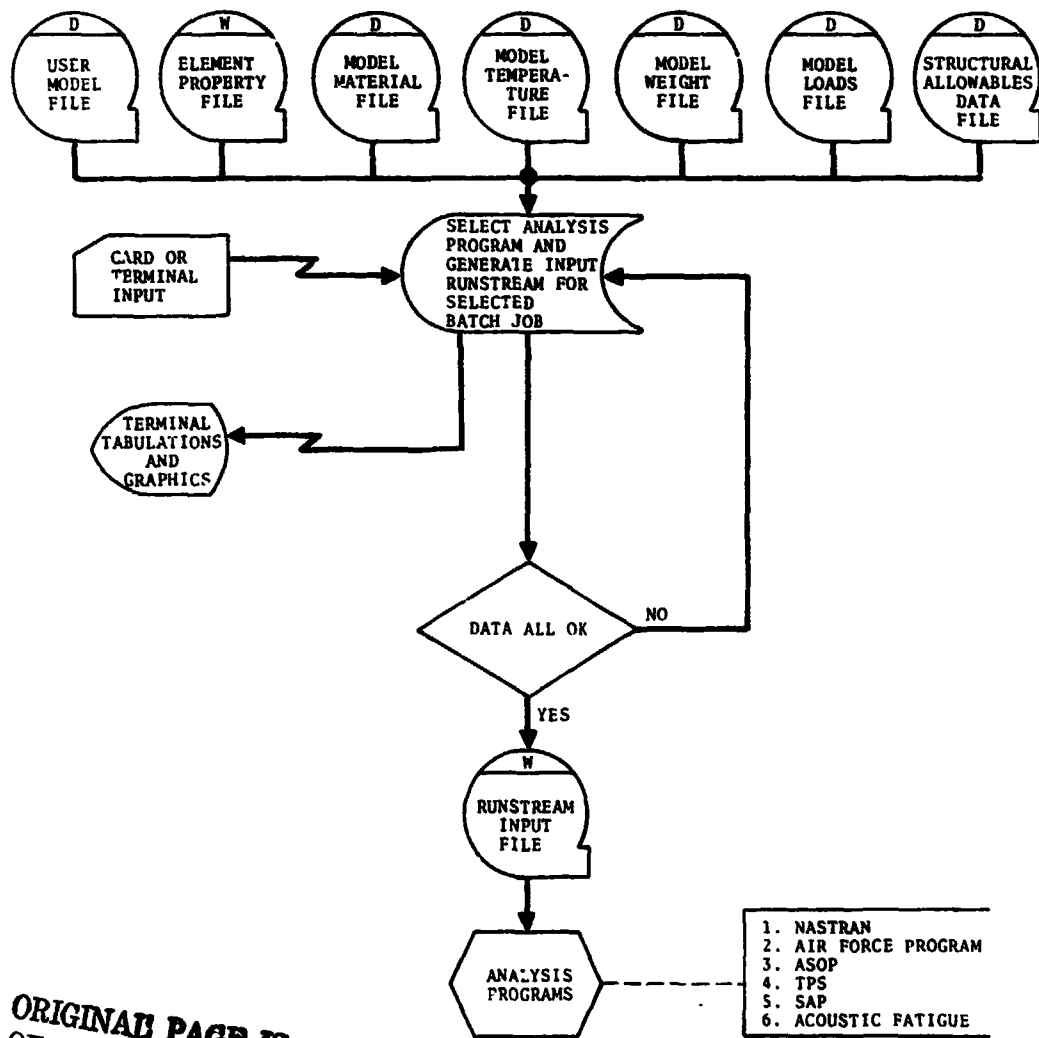 D
USER
MODEL
FILE
W
ELEMENT
PROPERTY
FILE
D
MODEL
MATERIAL
FILE
D
MODEL
TEMPERA-
TURE
FILE
D
MODEL
WEIGHT
FILE
D
MODEL
LOADS
FILE
D
STRUCTURAL
ALLOWABLES
DATA
FILE
SELECT ANALYSIS
PROGRAM AND
GENERATE INPUT
RUNSTREAM FOR
SELECTED
BATCH JOB
CARD OR
TERMINAL
INPUT
TERMINAL
TABULATIONS
AND
GRAPHICS
DATA ALL OK
NO
YES
W
RUNSTREAM
INPUT
FILE
ANALYSIS
PROGRAMS
1. NASTRAN
2. AIR FORCE PROGRAM
3. ASOP
4. TPS
5. SAP
6. ACOUSTIC FATIGUE
ORIGINAL PAGE